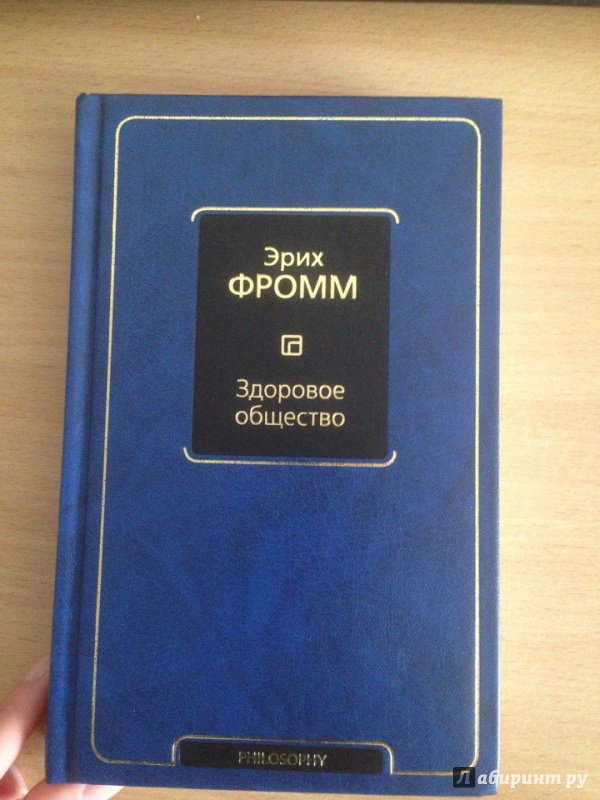 Эрих
ФРОММ
Здоровое
общество
PHILOSOPHY
Лабиринт.ру